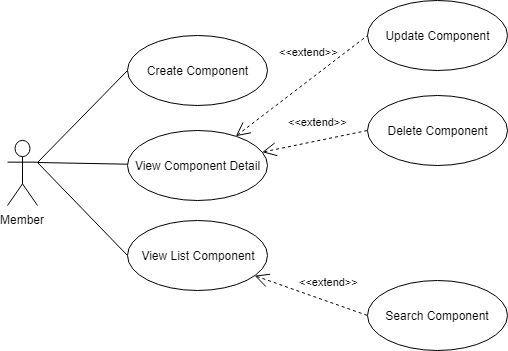 Update Component
<<extend>>
Create Component
<<extend>>
Delete Component
View Component Detail
Member
View List Component
<<extend>>
Search Component